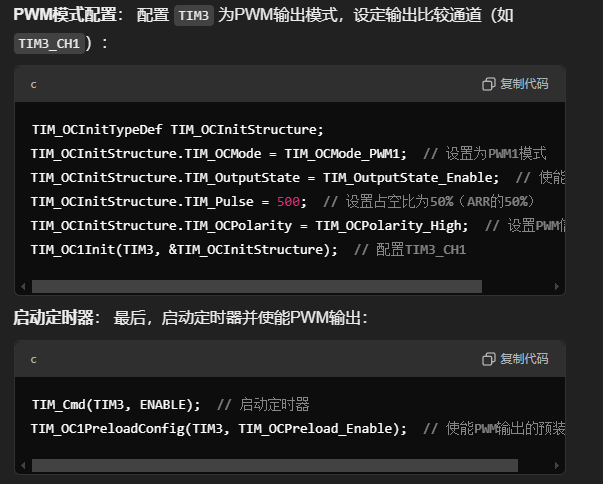 PWM模式配置： 配置 TIM3 为PWM输出模式，设定输出比较通道（如
TIM3_CH1）：
c
复制代码
TIM_OCInitTypeDef TIM_OCInitStructure;
TIM_OCInitStructure.TIM_OCMode = TIM_OCMode_PWM1;  // 设置为PWM1模式
TIM_OCInitStructure.TIM_OutputState = TIM_OutputState_Enable;  // 使能
TIM_OCInitStructure.TIM_Pulse = 500;  // 设置占空比为50%（ARR的50%）
TIM_OCInitStructure.TIM_OCPolarity = TIM_OCPolarity_High;  // 设置PWM
TIM_OC1Init(TIM3, &TIM_OCInitStructure);  // 配置TIM3_CH1
启动定时器： 最后，启动定时器并使能PWM输出：
c
复制代码
TIM_Cmd(TIM3, ENABLE);  // 启动定时器
TIM_OC1PreloadConfig(TIM3, TIM_OCPreload_Enable);  // 使能PWM输出的预装